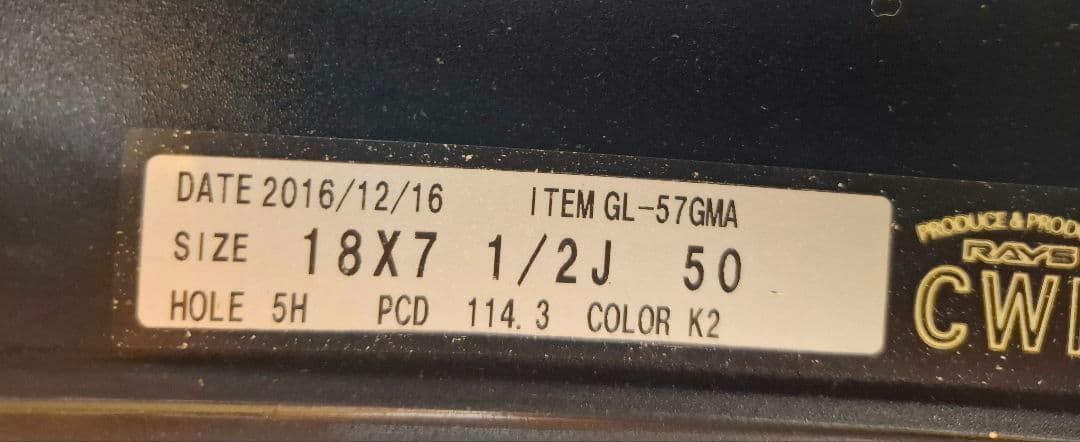 DATE 2016/12/16 ITEM GL-57GMA
SIZE 18X7 1/2J 50
HOLE 5H PCD 114.3 COLOR K2
PRODUCE &
RAYS